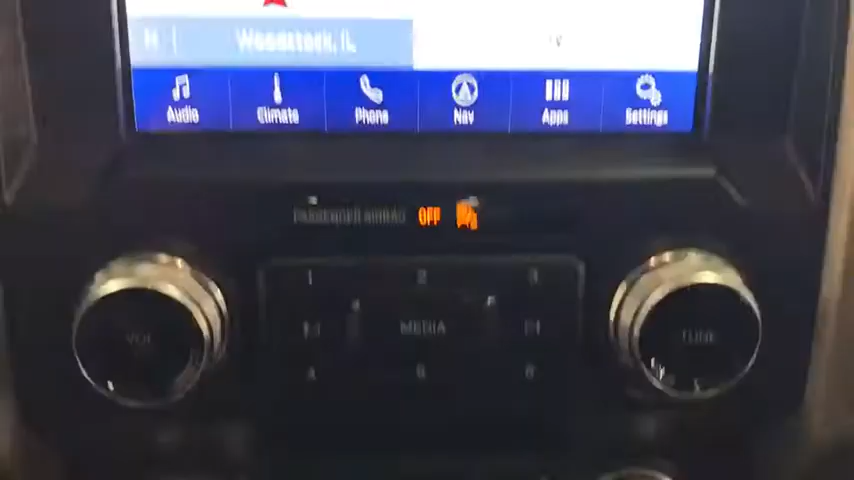 Woodstock, IL
Audio
Climate
Phone
Nav
Apps
Settings
PASSENGER AIRBAG OFF
1 2 3
VOL
MEDIA
TUNE
4 5 6